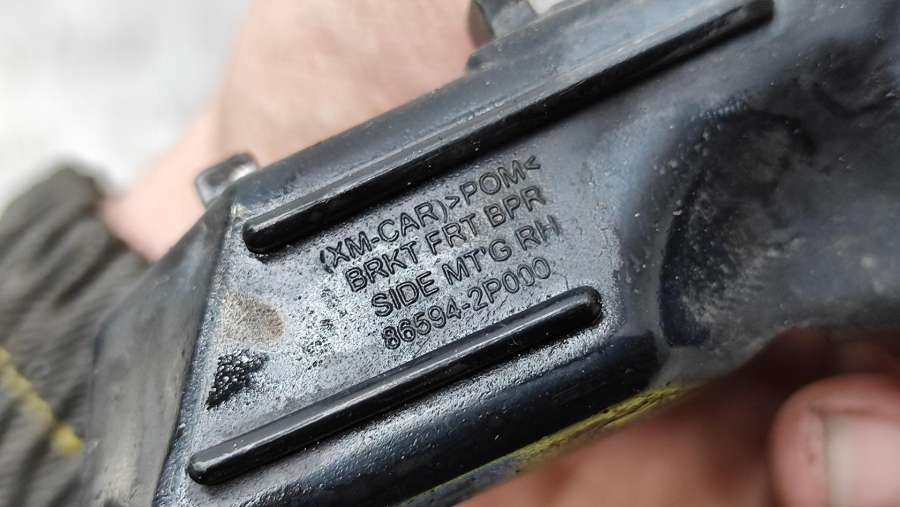 (XM-CAR)>POM<
BRKT FRT BPR
SIDE MT'G RH
86594-2P000